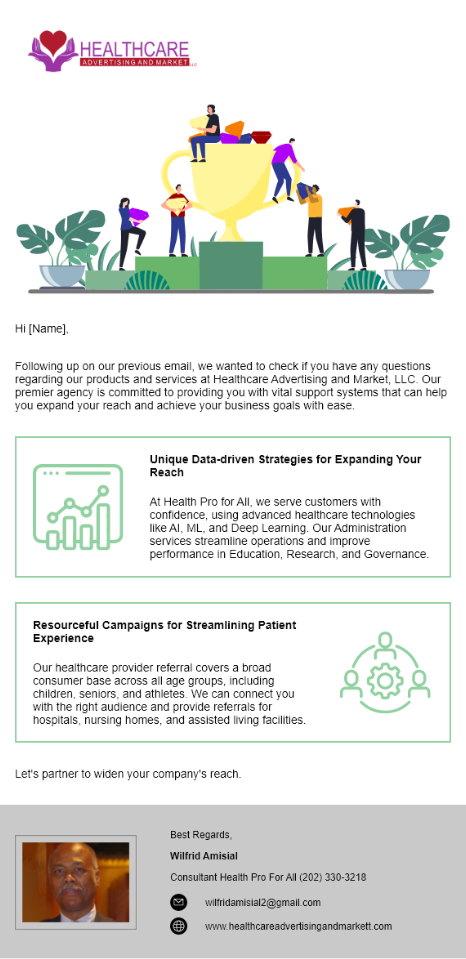 HEALTHCARE
ADVERTISING AND MARKET LLC
Hi [Name],
Following up on our previous email, we wanted to check if you have any questions
regarding our products and services at Healthcare Advertising and Market, LLC. Our
premier agency is committed to providing you with vital support systems that can help
you expand your reach and achieve your business goals with ease.
Unique Data-driven Strategies for Expanding Your
Reach
At Health Pro for All, we serve customers with
confidence, using advanced healthcare technologies
like AI, ML, and Deep Learning. Our Administration
services streamline operations and improve
performance in Education, Research, and Governance.
Resourceful Campaigns for Streamlining Patient
Experience
Our healthcare provider referral covers a broad
consumer base across all age groups, including
children, seniors, and athletes. We can connect you
with the right audience and provide referrals for
hospitals, nursing homes, and assisted living facilities.
Let's partner to widen your company's reach.
Best Regards,
Wilfrid Amisial
Consultant Health Pro For All (202) 330-3218
wilfridamisial2@gmail.com
www.healthcareadvertisingandmarkett.com